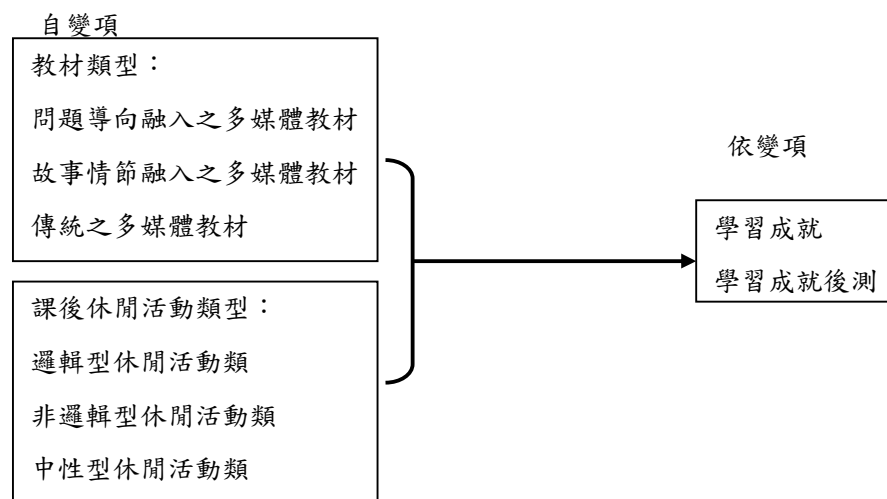 自變項
教材類型：
問題導向融入之多媒體教材
故事情節融入之多媒體教材
傳統之多媒體教材
課後休閒活動類型：
邏輯型休閒活動類
非邏輯型休閒活動類
中性型休閒活動類
依變項
學習成就
學習成就後測